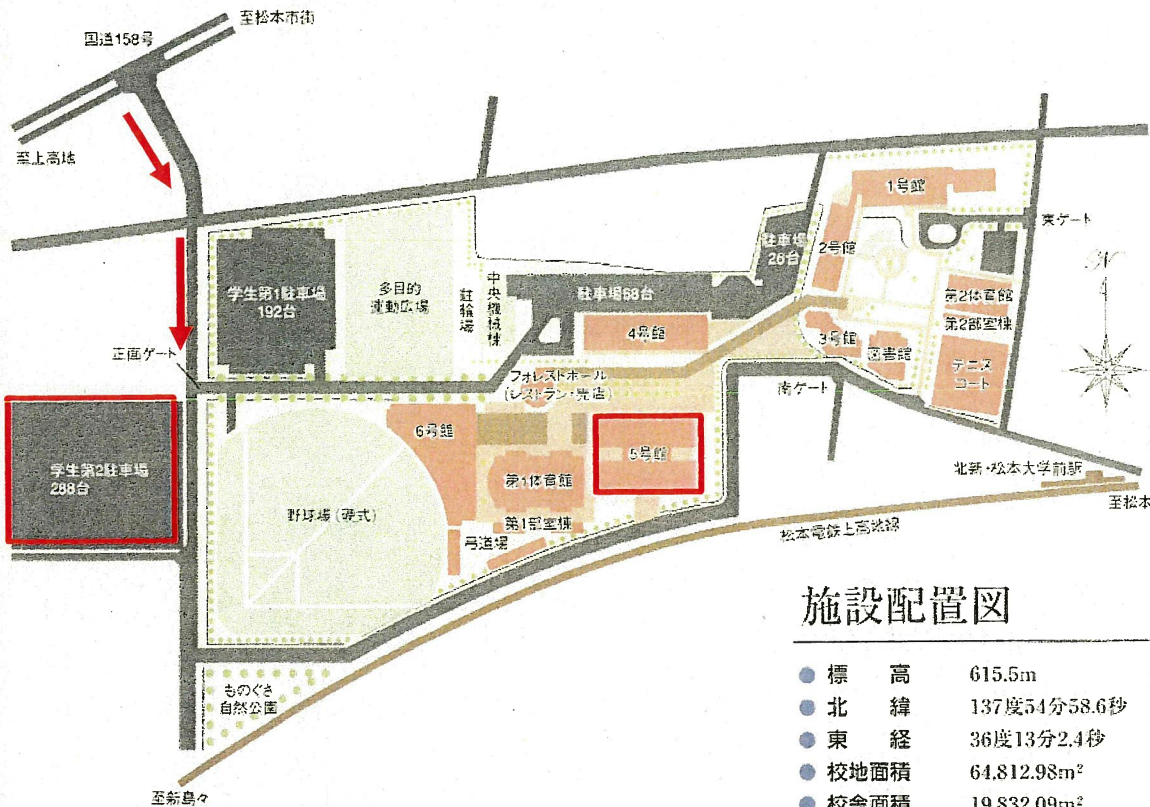 至松本市街
国道158号
至上高地
1号館
東ゲート
駐車場
26台
2号館
学生第1駐車場
192台
多目的
運動広場
駐輪場
中央機械棟
駐車場68台
第2体育館
第2部室棟
4号館
3号館
図書館
テニス
コート
正面ゲート
フォレストホール
(レストラン・売店)
南ゲート
6号館
5号館
学生第2駐車場
288台
第1体育館
北新・松本大学前駅
至松本
野球場(硬式)
第1部室棟
弓道場
松本電鉄上高地線
施設配置図
標高 615.5m
ものぐさ
自然公園
北緯 137度54分58.6秒
東経 36度13分2.4秒
校地面積 64,812.98m²
至新島々
校舎面積 19,832.09m²